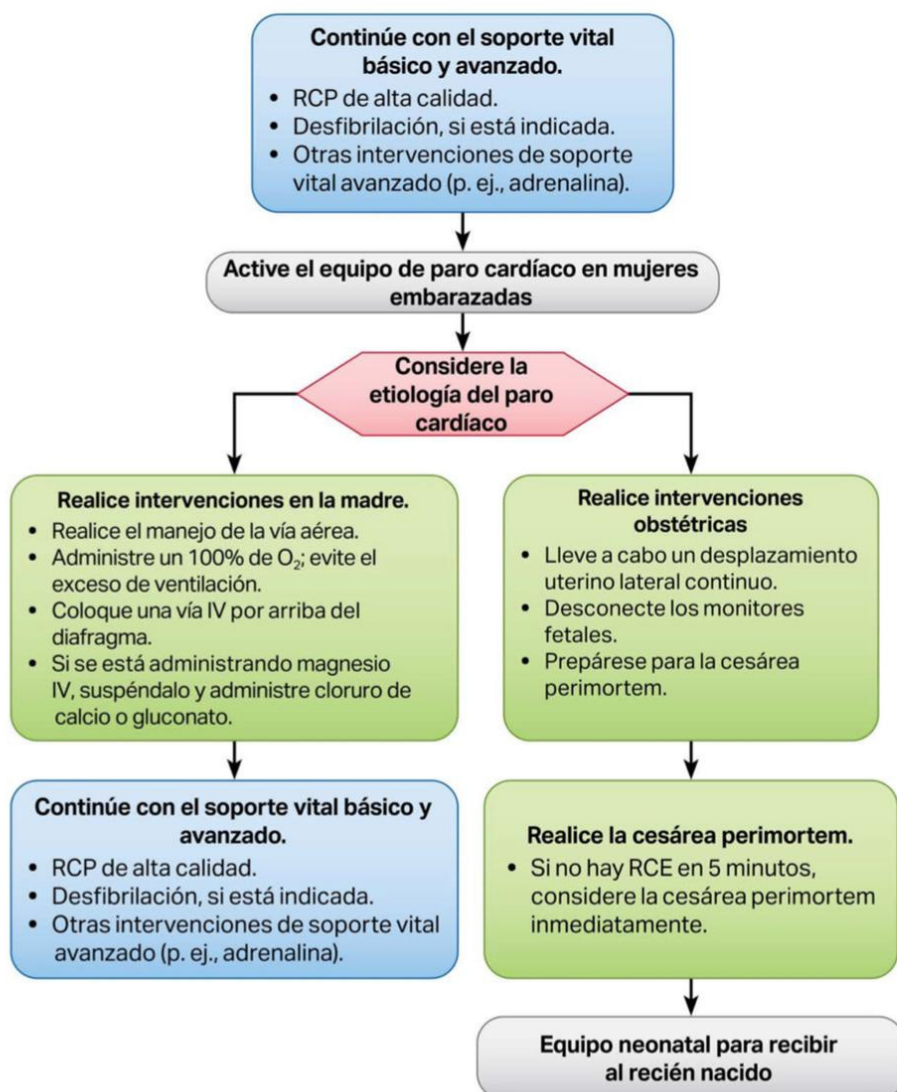 Continúe con el soporte vital
básico y avanzado.
• RCP de alta calidad.
• Desfibrilación, si está indicada.
• Otras intervenciones de soporte
vital avanzado (p. ej., adrenalina).
Active el equipo de paro cardíaco en mujeres
embarazadas
Considere la
etiología del paro
cardíaco
Realice intervenciones en la madre.
• Realice el manejo de la vía aérea.
• Administre un 100% de O₂; evite el
exceso de ventilación.
• Coloque una vía IV por arriba del
diafragma.
• Si se está administrando magnesio
IV, suspéndalo y administre cloruro de
calcio o gluconato.
Continúe con el soporte vital básico y
avanzado.
• RCP de alta calidad.
• Desfibrilación, si está indicada.
• Otras intervenciones de soporte vital
avanzado (p. ej., adrenalina).
Realice intervenciones
obstétricas
• Lleve a cabo un desplazamiento
uterino lateral continuo.
• Desconecte los monitores
fetales.
• Prepárese para la cesárea
perimortem.
Realice la cesárea perimortem.
• Si no hay RCE en 5 minutos,
considere la cesárea perimortem
inmediatamente.
Equipo neonatal para recibir
al recién nacido